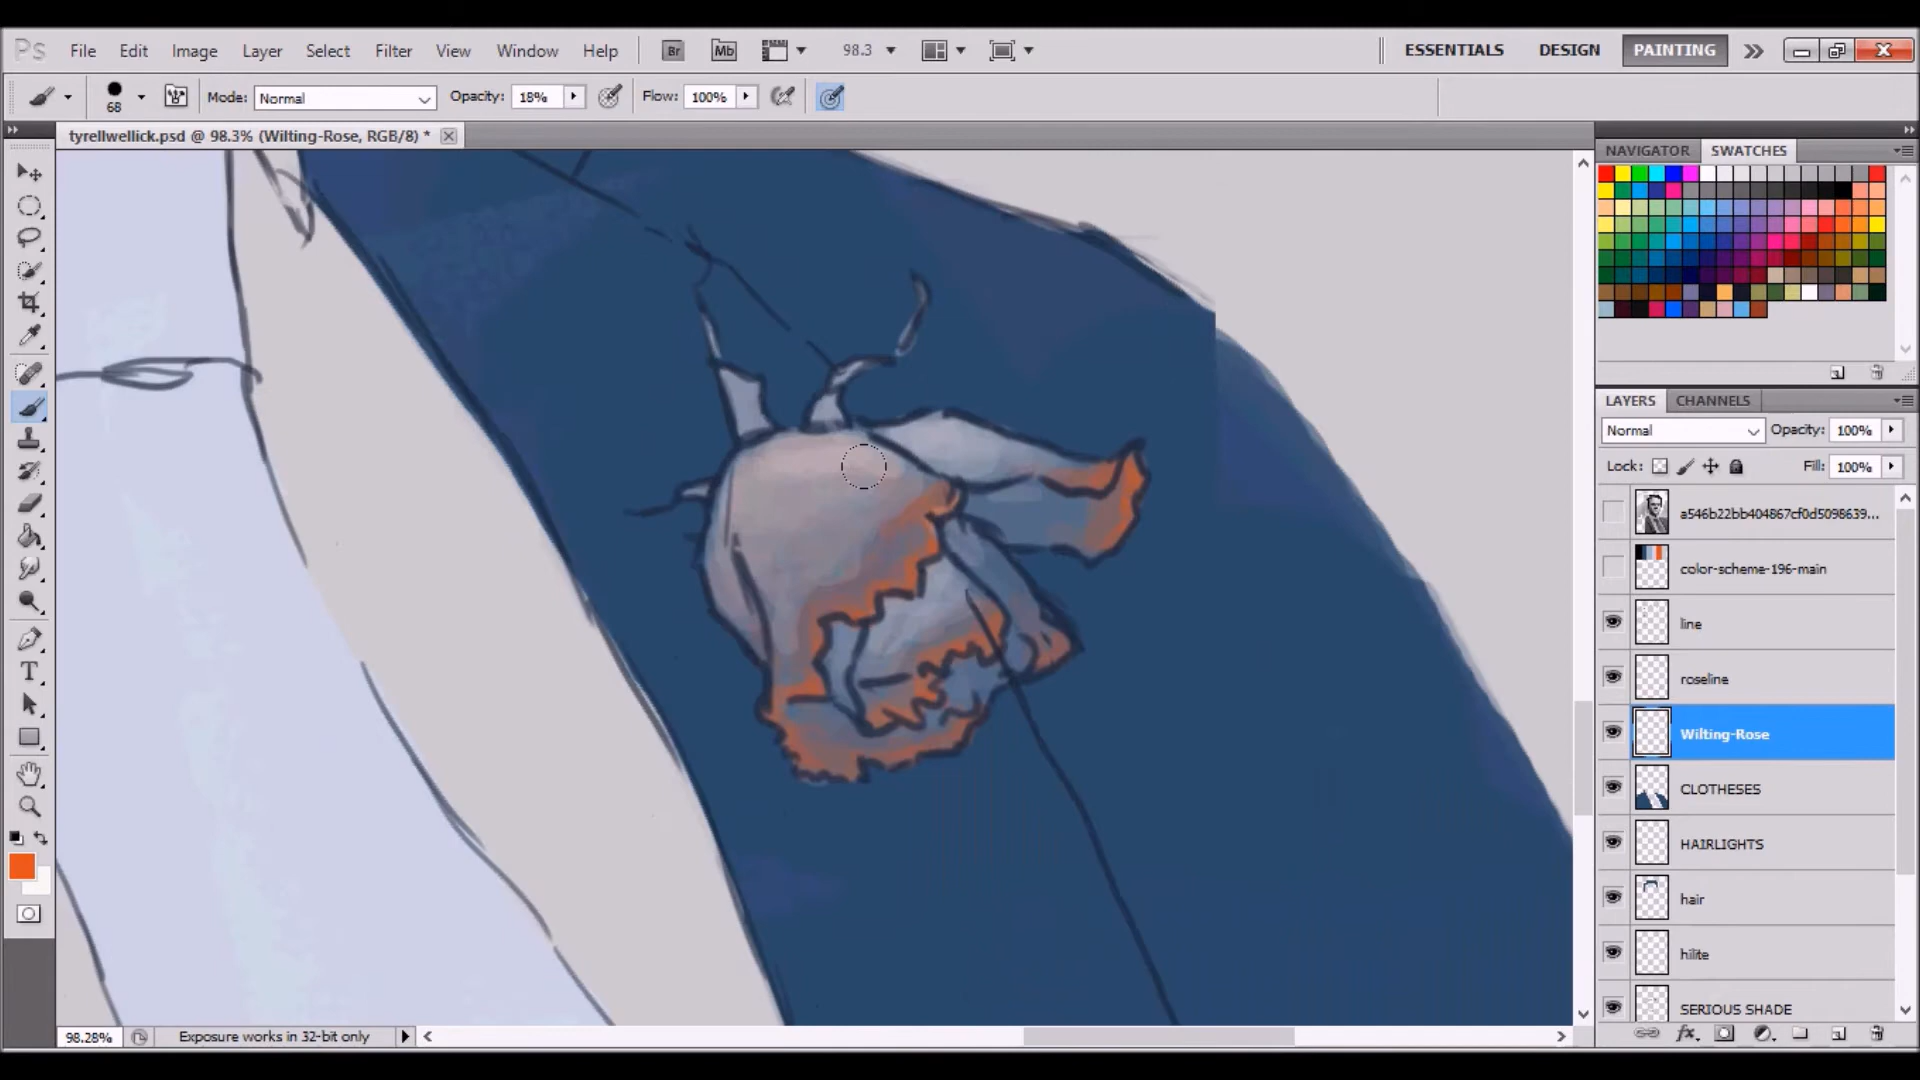 Ps File Edit Image Layer Select Filter View Window Help Br Mb 98.3 ESSENTIALS DESIGN PAINTING
68 Mode: Normal Opacity: 18% Flow: 100%
tyrellwellick.psd @ 98.3% (Wilting-Rose, RGB/8) *
NAVIGATOR SWATCHES
LAYERS CHANNELS
Normal Opacity: 100%
Lock: Fill: 100%
a546b22bb404867cf0d5098639...
color-scheme-196-main
line
roseline
Wilting-Rose
CLOTHESES
HAIRLIGHTS
hair
hilite
SERIOUS SHADE
T
98.28% Exposure works in 32-bit only
fx